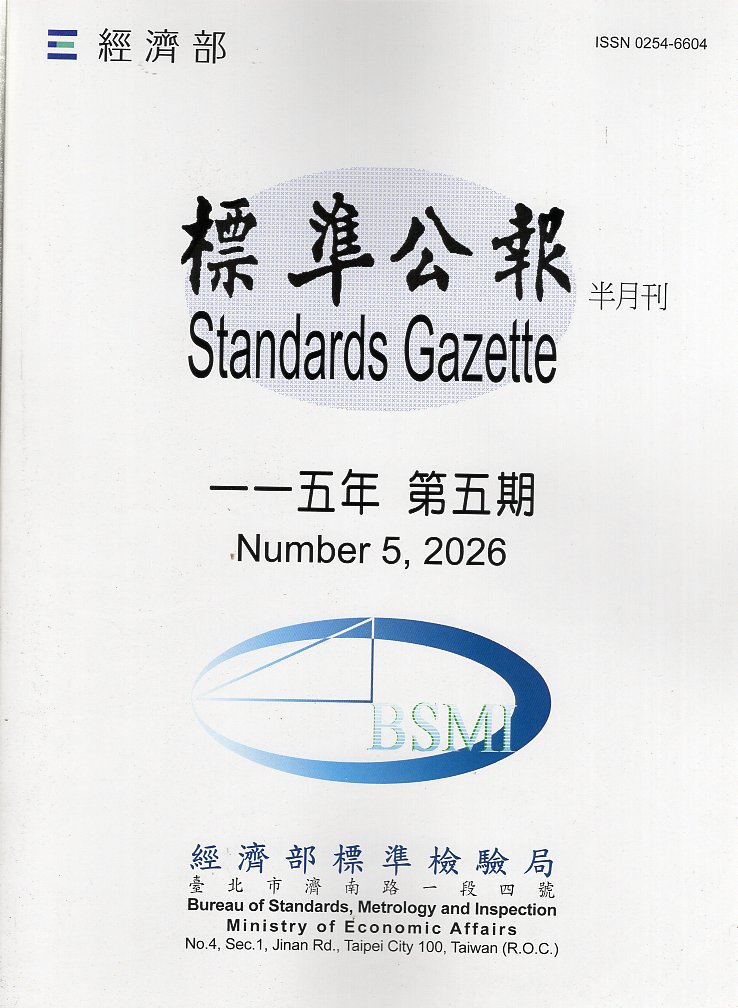 經濟部
ISSN 0254-6604
標準公報
半月刊
Standards Gazette
一一五年 第五期
Number 5, 2026
BSMI
經濟部標準檢驗局
臺北市濟南路一段四號
Bureau of Standards, Metrology and Inspection
Ministry of Economic Affairs
No.4, Sec.1, Jinan Rd., Taipei City 100, Taiwan (R.O.C.)